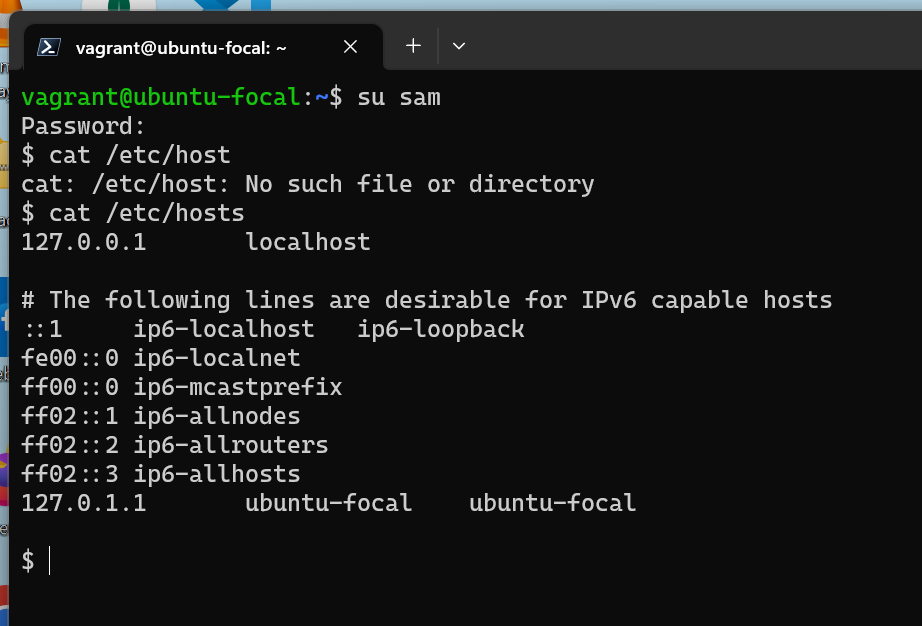 vagrant@ubuntu-focal: ~
vagrant@ubuntu-focal:~$ su sam
Password:
$ cat /etc/host
cat: /etc/host: No such file or directory
$ cat /etc/hosts
127.0.0.1       localhost

# The following lines are desirable for IPv6 capable hosts
::1     ip6-localhost   ip6-loopback
fe00::0 ip6-localnet
ff00::0 ip6-mcastprefix
ff02::1 ip6-allnodes
ff02::2 ip6-allrouters
ff02::3 ip6-allhosts
127.0.1.1       ubuntu-focal    ubuntu-focal

$